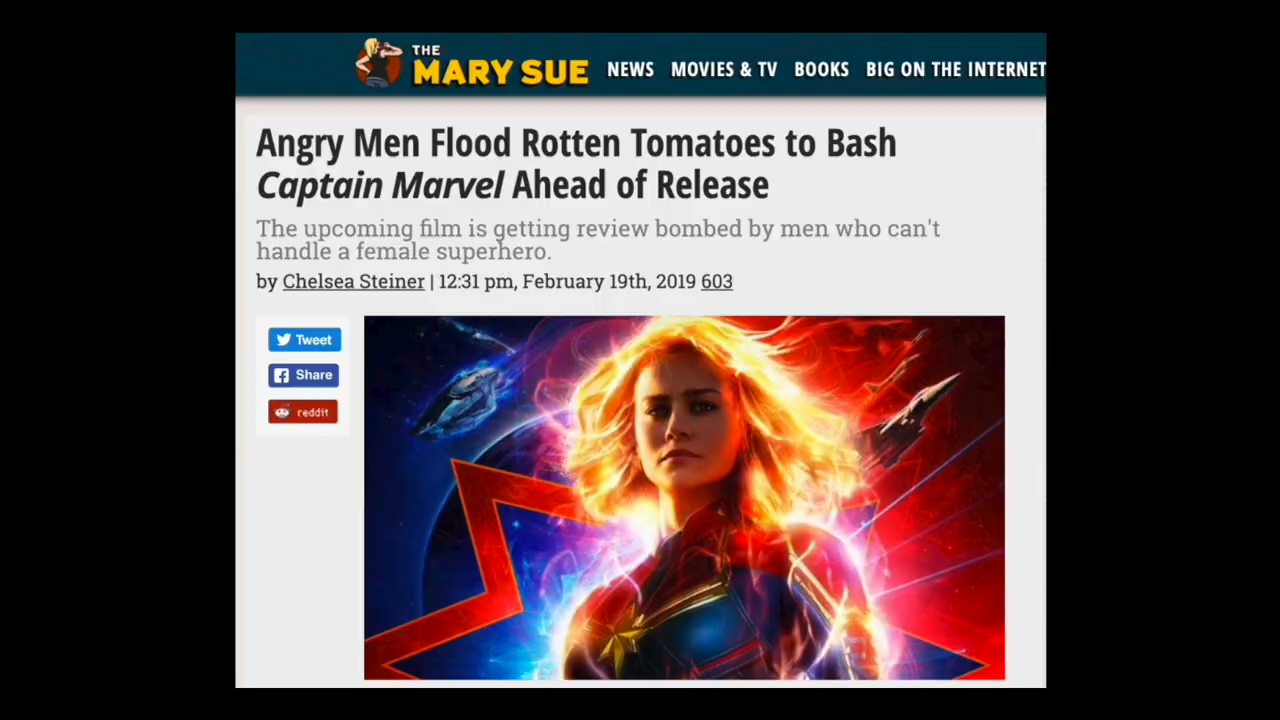 THE
MARY SUE
NEWS MOVIES & TV BOOKS BIG ON THE INTERNET
Angry Men Flood Rotten Tomatoes to Bash
Captain Marvel Ahead of Release
The upcoming film is getting review bombed by men who can't
handle a female superhero.
by Chelsea Steiner | 12:31 pm, February 19th, 2019 603
Tweet
Share
reddit